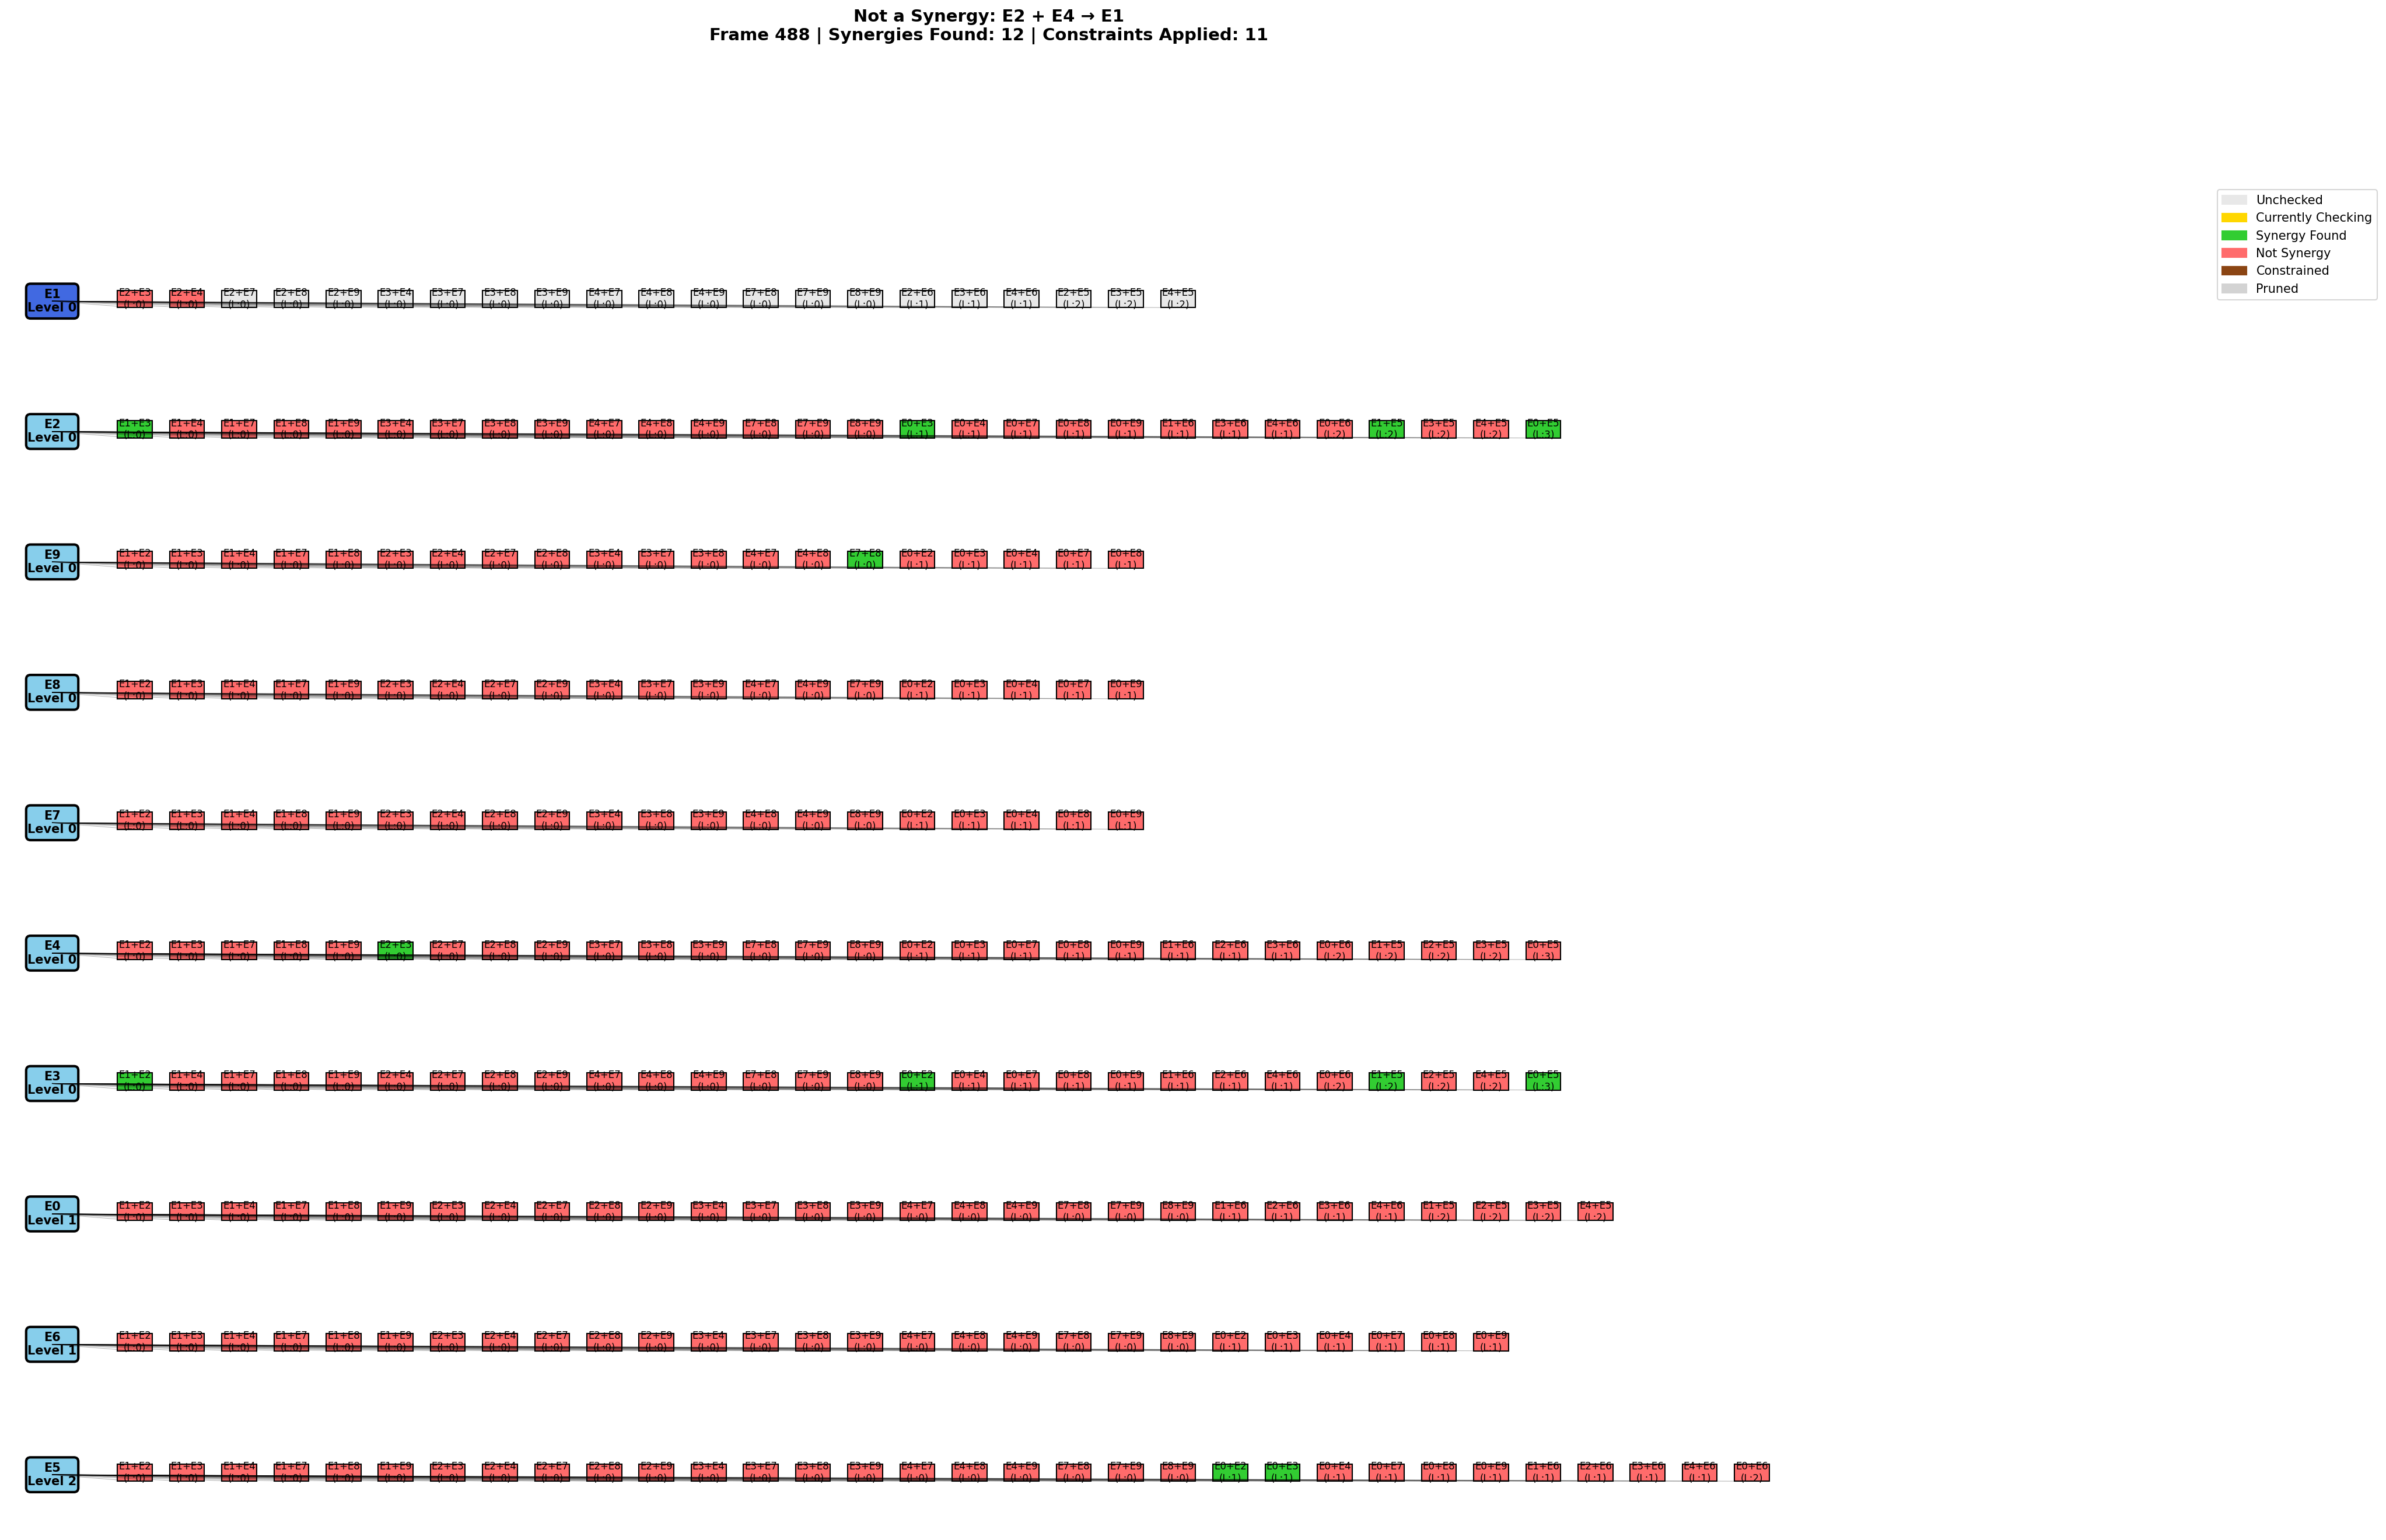 Not a Synergy: E2 + E4 → E1
Frame 488 | Synergies Found: 12 | Constraints Applied: 11
Unchecked
Currently Checking
Synergy Found
Not Synergy
Constrained
Pruned
E1 E2+E3 E2+E4 E2+E7 E2+E8 E2+E9 E3+E4 E3+E7 E3+E8 E3+E9 E4+E7 E4+E8 E4+E9 E7+E8 E7+E9 E8+E9 E2+E6 E3+E6 E4+E6 E2+E5 E3+E5 E4+E5
Level 0 (L:0) (L:0) (L:0) (L:0) (L:0) (L:0) (L:0) (L:0) (L:0) (L:0) (L:0) (L:0) (L:0) (L:0) (L:0) (L:1) (L:1) (L:1) (L:2) (L:2) (L:2)
E2 E1+E3 E1+E4 E1+E7 E1+E8 E1+E9 E3+E4 E3+E7 E3+E8 E3+E9 E4+E7 E4+E8 E4+E9 E7+E8 E7+E9 E8+E9 E0+E3 E0+E4 E0+E7 E0+E8 E0+E9 E1+E6 E3+E6 E4+E6 E0+E6 E1+E5 E3+E5 E4+E5 E0+E5
Level 0 (L:0) (L:0) (L:0) (L:0) (L:0) (L:0) (L:0) (L:0) (L:0) (L:0) (L:0) (L:0) (L:0) (L:0) (L:0) (L:1) (L:1) (L:1) (L:1) (L:1) (L:1) (L:1) (L:1) (L:2) (L:2) (L:2) (L:2) (L:3)
E9 E1+E2 E1+E3 E1+E4 E1+E7 E1+E8 E2+E3 E2+E4 E2+E7 E2+E8 E3+E4 E3+E7 E3+E8 E4+E7 E4+E8 E7+E8 E0+E2 E0+E3 E0+E4 E0+E7 E0+E8
Level 0 (L:0) (L:0) (L:0) (L:0) (L:0) (L:0) (L:0) (L:0) (L:0) (L:0) (L:0) (L:0) (L:0) (L:0) (L:0) (L:1) (L:1) (L:1) (L:1) (L:1)
E8 E1+E2 E1+E3 E1+E4 E1+E7 E1+E9 E2+E3 E2+E4 E2+E7 E2+E9 E3+E4 E3+E7 E3+E9 E4+E7 E4+E9 E7+E9 E0+E2 E0+E3 E0+E4 E0+E7 E0+E9
Level 0 (L:0) (L:0) (L:0) (L:0) (L:0) (L:0) (L:0) (L:0) (L:0) (L:0) (L:0) (L:0) (L:0) (L:0) (L:0) (L:1) (L:1) (L:1) (L:1) (L:1)
E7 E1+E2 E1+E3 E1+E4 E1+E8 E1+E9 E2+E3 E2+E4 E2+E8 E2+E9 E3+E4 E3+E8 E3+E9 E4+E8 E4+E9 E8+E9 E0+E2 E0+E3 E0+E4 E0+E8 E0+E9
Level 0 (L:0) (L:0) (L:0) (L:0) (L:0) (L:0) (L:0) (L:0) (L:0) (L:0) (L:0) (L:0) (L:0) (L:0) (L:0) (L:1) (L:1) (L:1) (L:1) (L:1)
E4 E1+E2 E1+E3 E1+E7 E1+E8 E1+E9 E2+E3 E2+E7 E2+E8 E2+E9 E3+E7 E3+E8 E3+E9 E7+E8 E7+E9 E8+E9 E0+E2 E0+E3 E0+E7 E0+E8 E0+E9 E1+E6 E2+E6 E3+E6 E0+E6 E1+E5 E2+E5 E3+E5 E0+E5
Level 0 (L:0) (L:0) (L:0) (L:0) (L:0) (L:0) (L:0) (L:0) (L:0) (L:0) (L:0) (L:0) (L:0) (L:0) (L:0) (L:1) (L:1) (L:1) (L:1) (L:1) (L:1) (L:1) (L:1) (L:2) (L:2) (L:2) (L:2) (L:3)
E3 E1+E2 E1+E4 E1+E7 E1+E8 E1+E9 E2+E4 E2+E7 E2+E8 E2+E9 E4+E7 E4+E8 E4+E9 E7+E8 E7+E9 E8+E9 E0+E2 E0+E4 E0+E7 E0+E8 E0+E9 E1+E6 E2+E6 E4+E6 E0+E6 E1+E5 E2+E5 E4+E5 E0+E5
Level 0 (L:0) (L:0) (L:0) (L:0) (L:0) (L:0) (L:0) (L:0) (L:0) (L:0) (L:0) (L:0) (L:0) (L:0) (L:0) (L:1) (L:1) (L:1) (L:1) (L:1) (L:1) (L:1) (L:1) (L:2) (L:2) (L:2) (L:2) (L:3)
E0 E1+E2 E1+E3 E1+E4 E1+E7 E1+E8 E1+E9 E2+E3 E2+E4 E2+E7 E2+E8 E2+E9 E3+E4 E3+E7 E3+E8 E3+E9 E4+E7 E4+E8 E4+E9 E7+E8 E7+E9 E8+E9 E1+E6 E2+E6 E3+E6 E4+E6 E1+E5 E2+E5 E3+E5 E4+E5
Level 1 (L:0) (L:0) (L:0) (L:0) (L:0) (L:0) (L:0) (L:0) (L:0) (L:0) (L:0) (L:0) (L:0) (L:0) (L:0) (L:0) (L:0) (L:0) (L:0) (L:0) (L:0) (L:1) (L:1) (L:1) (L:1) (L:2) (L:2) (L:2) (L:2)
E6 E1+E2 E1+E3 E1+E4 E1+E7 E1+E8 E1+E9 E2+E3 E2+E4 E2+E7 E2+E8 E2+E9 E3+E4 E3+E7 E3+E8 E3+E9 E4+E7 E4+E8 E4+E9 E7+E8 E7+E9 E8+E9 E0+E2 E0+E3 E0+E4 E0+E7 E0+E8 E0+E9
Level 1 (L:0) (L:0) (L:0) (L:0) (L:0) (L:0) (L:0) (L:0) (L:0) (L:0) (L:0) (L:0) (L:0) (L:0) (L:0) (L:0) (L:0) (L:0) (L:0) (L:0) (L:0) (L:1) (L:1) (L:1) (L:1) (L:1) (L:1)
E5 E1+E2 E1+E3 E1+E4 E1+E7 E1+E8 E1+E9 E2+E3 E2+E4 E2+E7 E2+E8 E2+E9 E3+E4 E3+E7 E3+E8 E3+E9 E4+E7 E4+E8 E4+E9 E7+E8 E7+E9 E8+E9 E0+E2 E0+E3 E0+E4 E0+E7 E0+E8 E0+E9 E1+E6 E2+E6 E3+E6 E4+E6 E0+E6
Level 2 (L:0) (L:0) (L:0) (L:0) (L:0) (L:0) (L:0) (L:0) (L:0) (L:0) (L:0) (L:0) (L:0) (L:0) (L:0) (L:0) (L:0) (L:0) (L:0) (L:0) (L:0) (L:1) (L:1) (L:1) (L:1) (L:1) (L:1) (L:1) (L:1) (L:1) (L:1) (L:2)